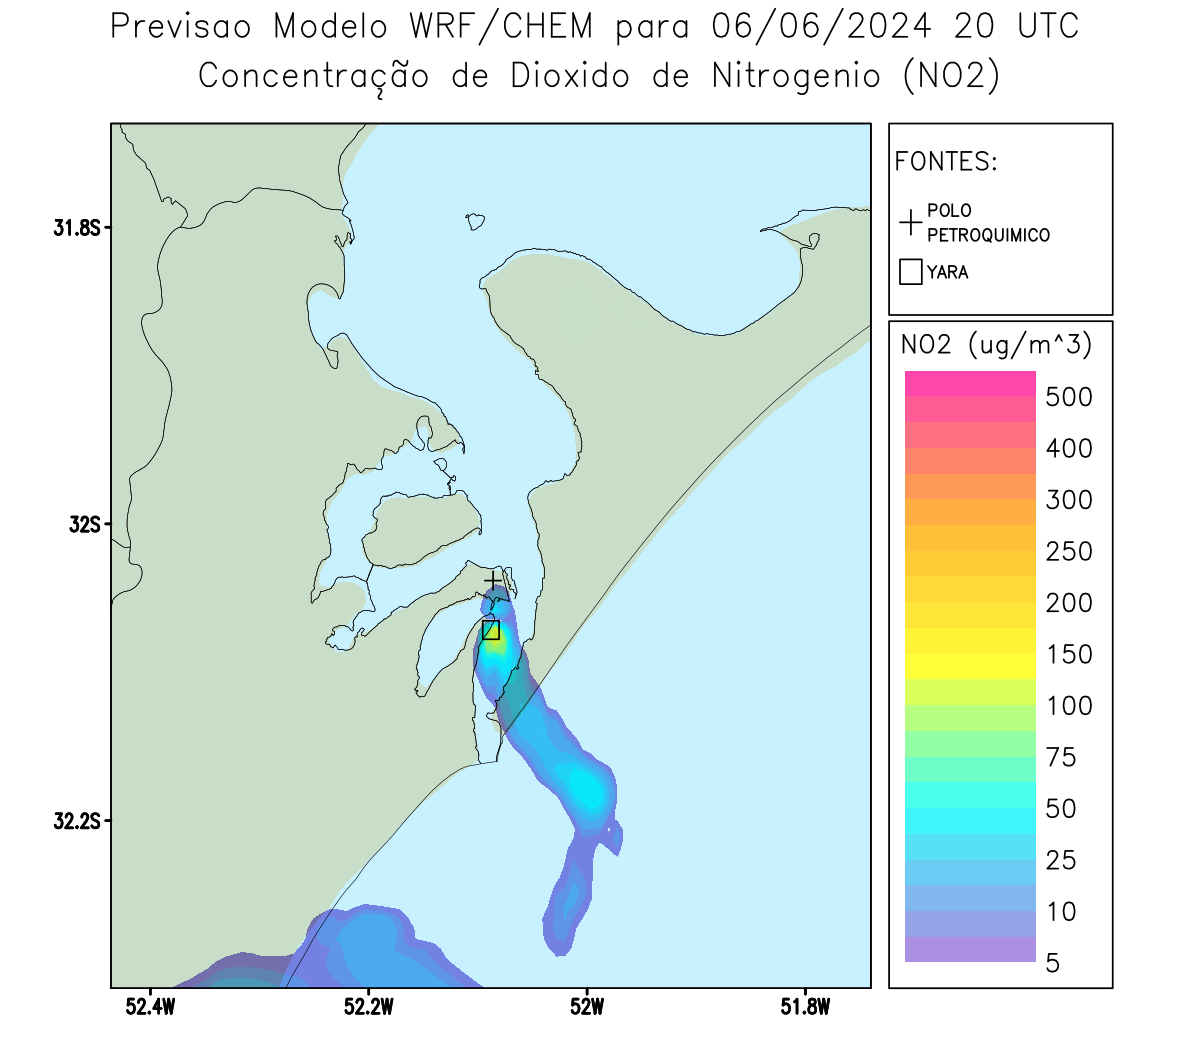 Previsao Modelo WRF/CHEM para 06/06/2024 20 UTC
Concentração de Dioxido de Nitrogenio (NO2)
FONTES:
POLO
PETROQUIMICO
YARA
31.8S
32S
32.2S
52.4W
52.2W
52W
51.8W
NO2 (ug/m^3)
500
400
300
250
200
150
100
75
50
25
10
5